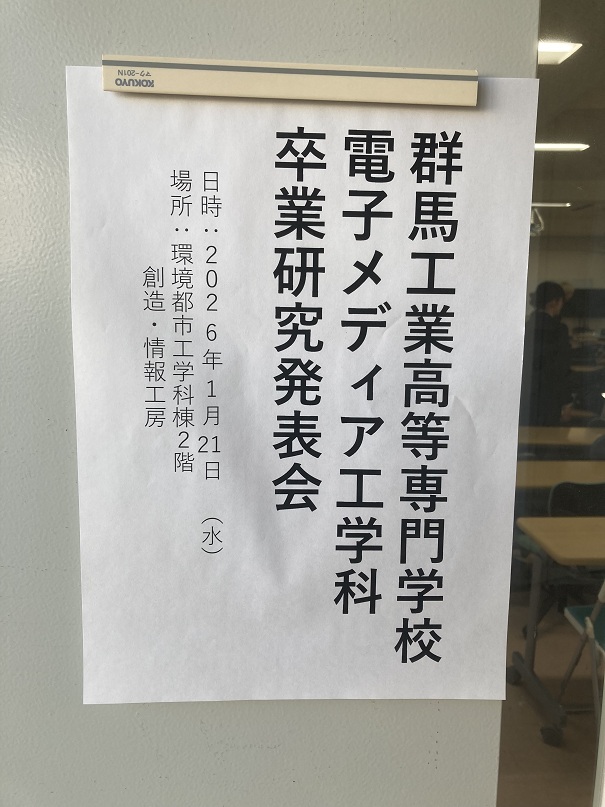 群馬工業高等専門学校
電子メディア工学科
卒業研究発表会
日時：2026年1月21日（水）
場所：環境都市工学科棟2階
創造・情報工房
KOKUYO
マク-201N